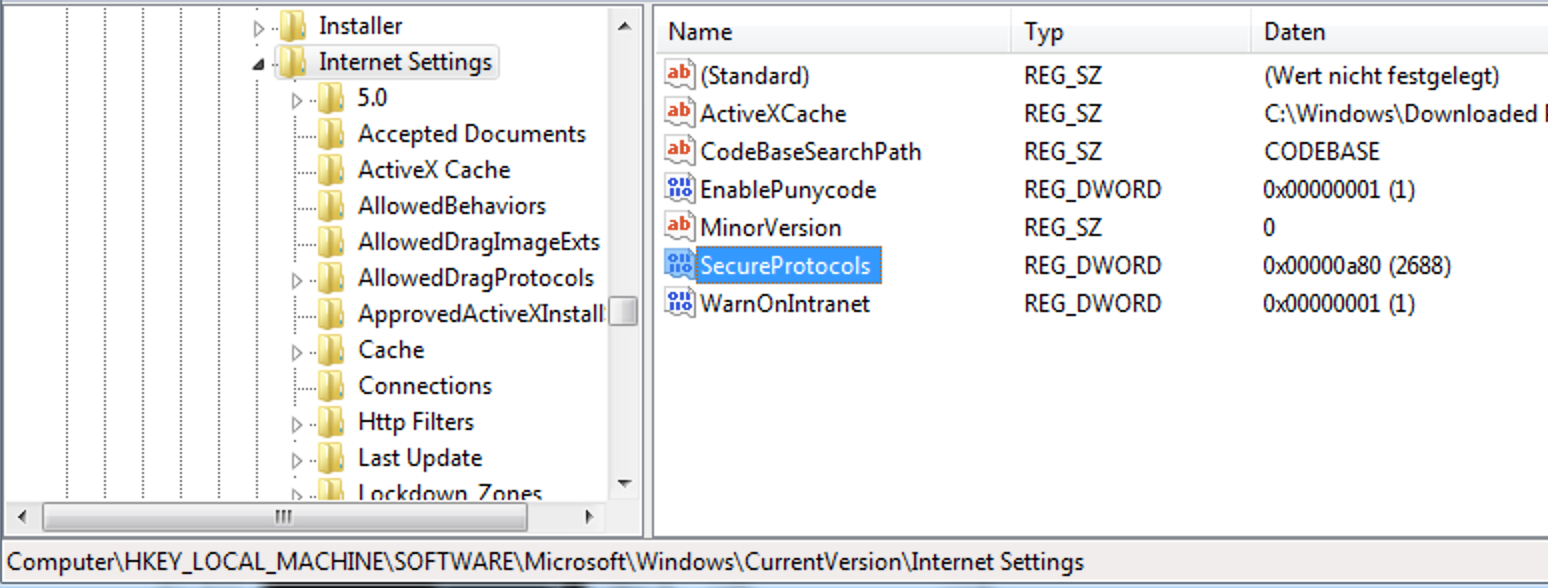 Installer
Internet Settings
5.0
Accepted Documents
ActiveX Cache
AllowedBehaviors
AllowedDragImageExts
AllowedDragProtocols
ApprovedActiveXInstall
Cache
Connections
Http Filters
Last Update
Lockdown_Zones
Name Typ Daten
(Standard) REG_SZ (Wert nicht festgelegt)
ActiveXCache REG_SZ C:\Windows\Downloaded
CodeBaseSearchPath REG_SZ CODEBASE
EnablePunycode REG_DWORD 0x00000001 (1)
MinorVersion REG_SZ 0
SecureProtocols REG_DWORD 0x00000a80 (2688)
WarnOnIntranet REG_DWORD 0x00000001 (1)
Computer\HKEY_LOCAL_MACHINE\SOFTWARE\Microsoft\Windows\CurrentVersion\Internet Settings